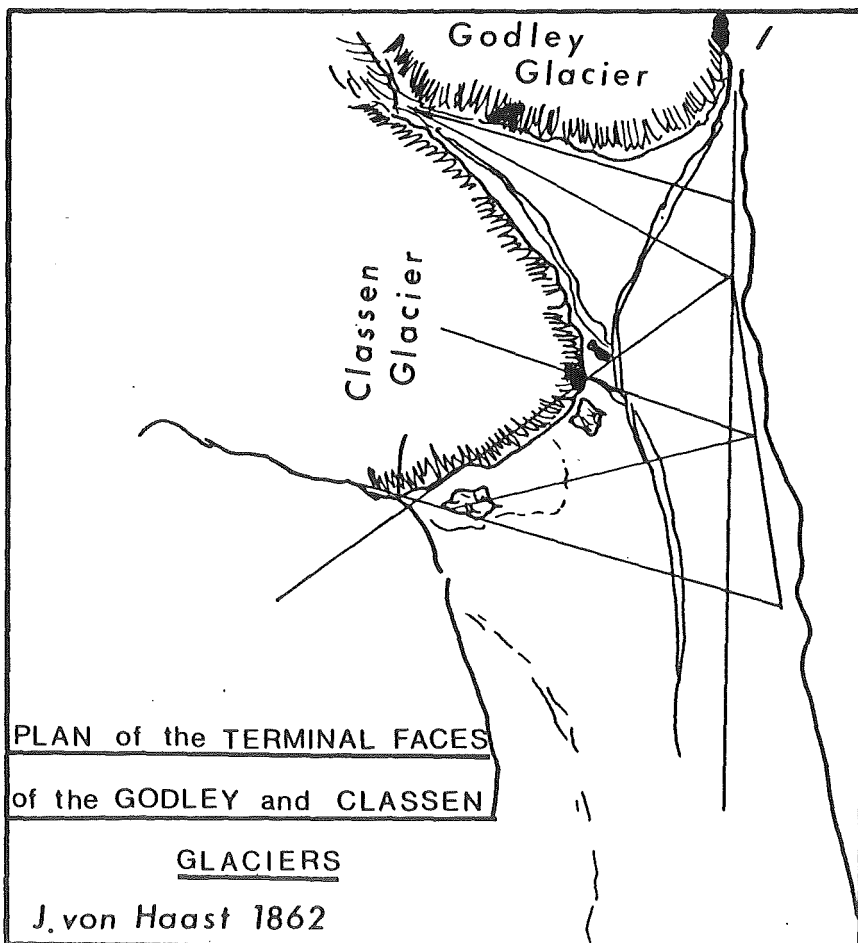 Godley
Glacier
Classen
Glacier
PLAN of the TERMINAL FACES
of the GODLEY and CLASSEN
GLACIERS
J. von Haast 1862